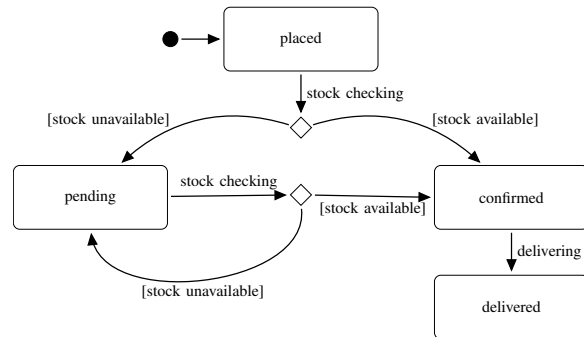 placed
stock checking
[stock unavailable]
[stock available]
pending
stock checking
[stock available]
confirmed
delivering
[stock unavailable]
delivered